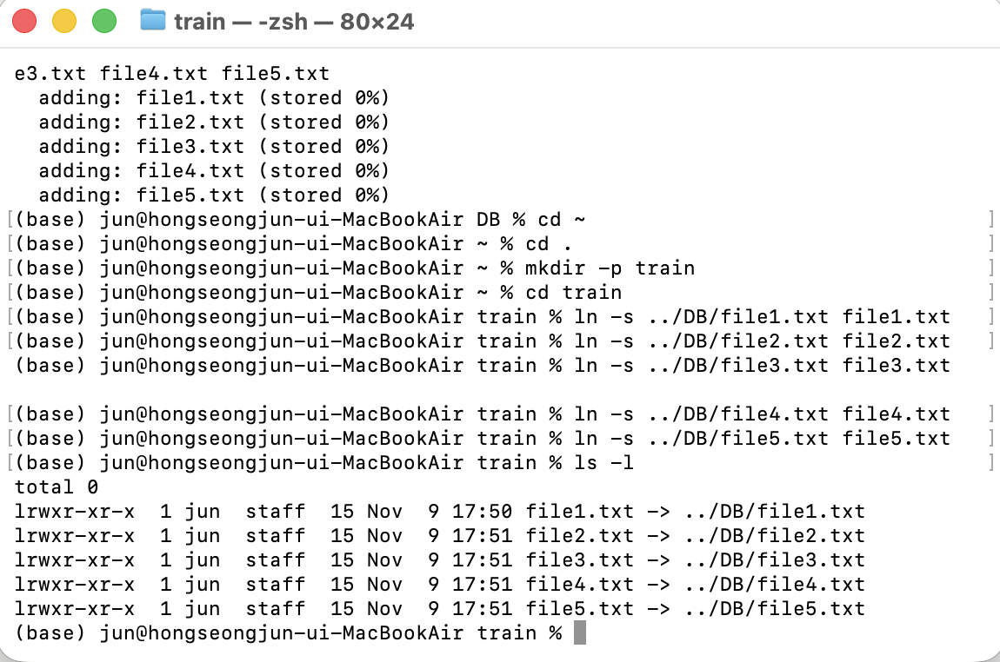 train — -zsh — 80×24
e3.txt file4.txt file5.txt
  adding: file1.txt (stored 0%)
  adding: file2.txt (stored 0%)
  adding: file3.txt (stored 0%)
  adding: file4.txt (stored 0%)
  adding: file5.txt (stored 0%)
[(base) jun@hongseongjun-ui-MacBookAir DB % cd ~ ]
[(base) jun@hongseongjun-ui-MacBookAir ~ % cd . ]
[(base) jun@hongseongjun-ui-MacBookAir ~ % mkdir -p train ]
[(base) jun@hongseongjun-ui-MacBookAir ~ % cd train ]
[(base) jun@hongseongjun-ui-MacBookAir train % ln -s ../DB/file1.txt file1.txt ]
[(base) jun@hongseongjun-ui-MacBookAir train % ln -s ../DB/file2.txt file2.txt ]
(base) jun@hongseongjun-ui-MacBookAir train % ln -s ../DB/file3.txt file3.txt
[(base) jun@hongseongjun-ui-MacBookAir train % ln -s ../DB/file4.txt file4.txt ]
[(base) jun@hongseongjun-ui-MacBookAir train % ln -s ../DB/file5.txt file5.txt ]
[(base) jun@hongseongjun-ui-MacBookAir train % ls -l ]
total 0
lrwxr-xr-x  1 jun  staff  15 Nov  9 17:50 file1.txt -> ../DB/file1.txt
lrwxr-xr-x  1 jun  staff  15 Nov  9 17:51 file2.txt -> ../DB/file2.txt
lrwxr-xr-x  1 jun  staff  15 Nov  9 17:51 file3.txt -> ../DB/file3.txt
lrwxr-xr-x  1 jun  staff  15 Nov  9 17:51 file4.txt -> ../DB/file4.txt
lrwxr-xr-x  1 jun  staff  15 Nov  9 17:51 file5.txt -> ../DB/file5.txt
(base) jun@hongseongjun-ui-MacBookAir train %